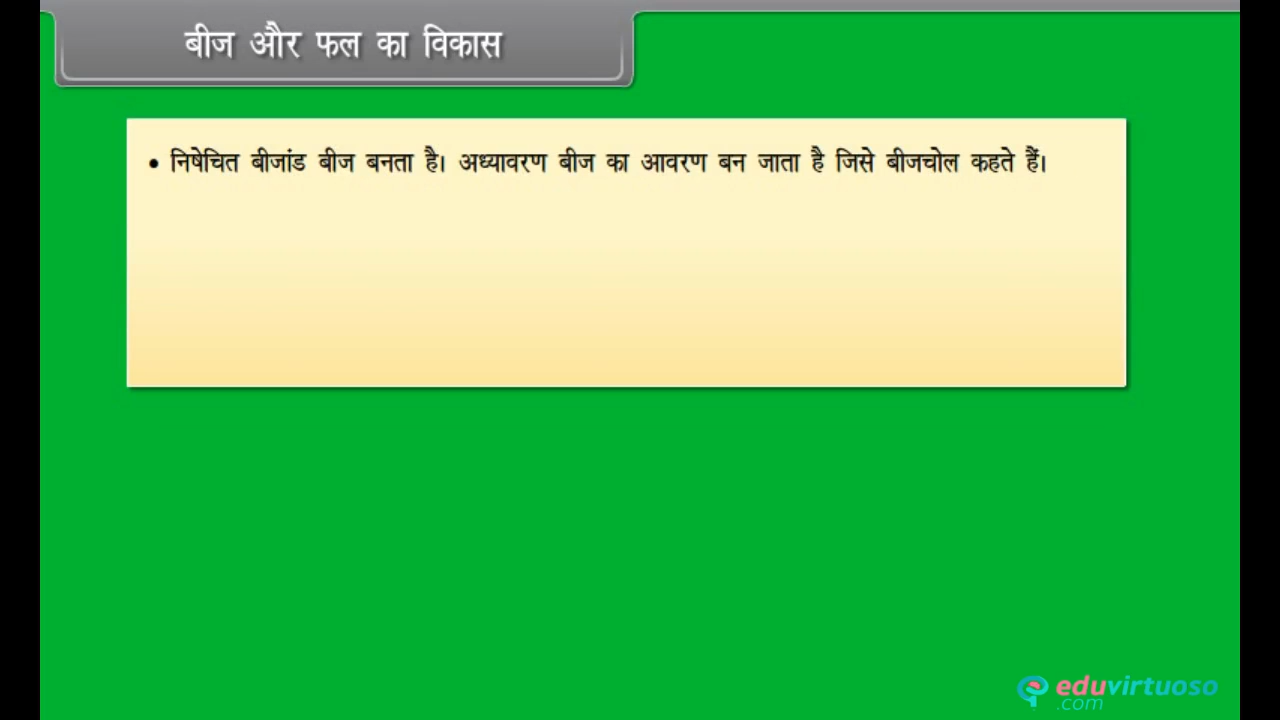 बीज और फल का विकास
• निषेचित बीजांड बीज बनता है। अध्यावरण बीज का आवरण बन जाता है जिसे बीजचोल कहते हैं।
eduvirtuoso
.com